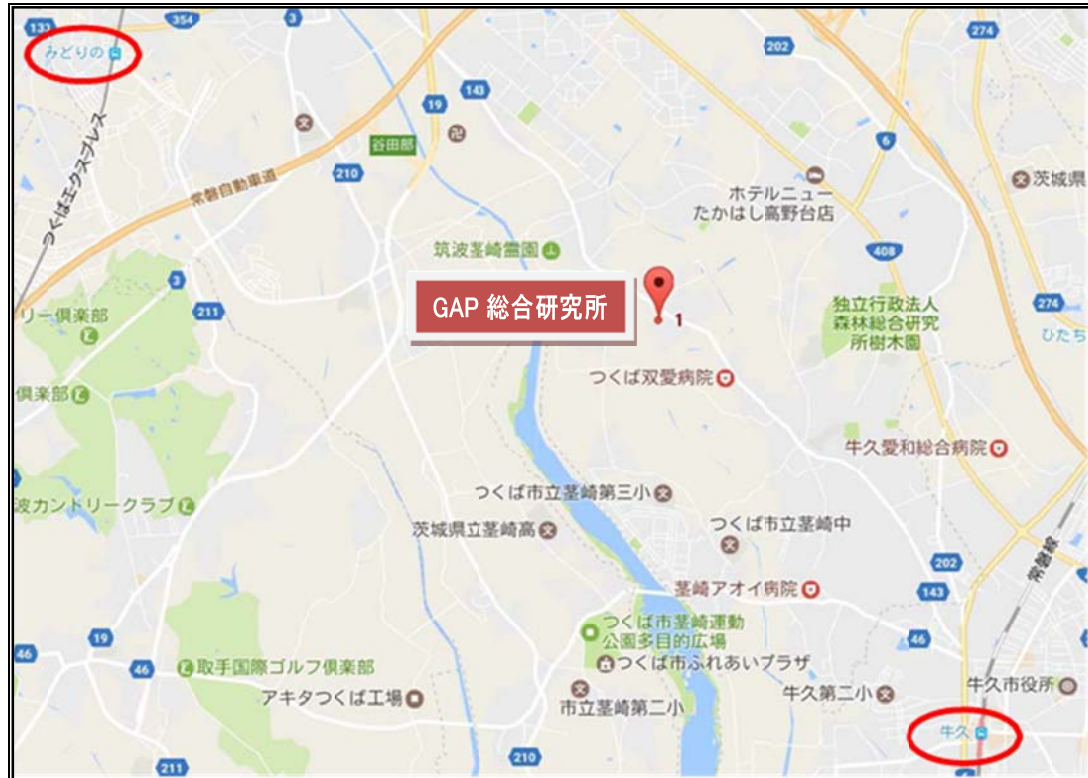 133
354
3
みどりの
202
274
19
143
谷田部
210
6
茨城県
常磐自動車道
つくばエクスプレス
ホテルニュー
たかはし高野台店
筑波茎崎霊園
408
3
211
リー倶楽部
GAP 総合研究所
1
独立行政法人
森林総合研究
所樹木園
274
ひたち
つくば双愛病院
倶楽部
牛久愛和総合病院
波カントリークラブ
つくば市立茎崎第三小
茨城県立茎崎高
つくば市立茎崎中
常磐線
202
茎崎アオイ病院
143
つくば市茎崎運動
公園多目的広場
19
46
46
46
取手国際ゴルフ倶楽部
つくば市ふれあいプラザ
アキタつくば工場
市立茎崎第二小
牛久第二小
牛久市役所
牛久
210
211